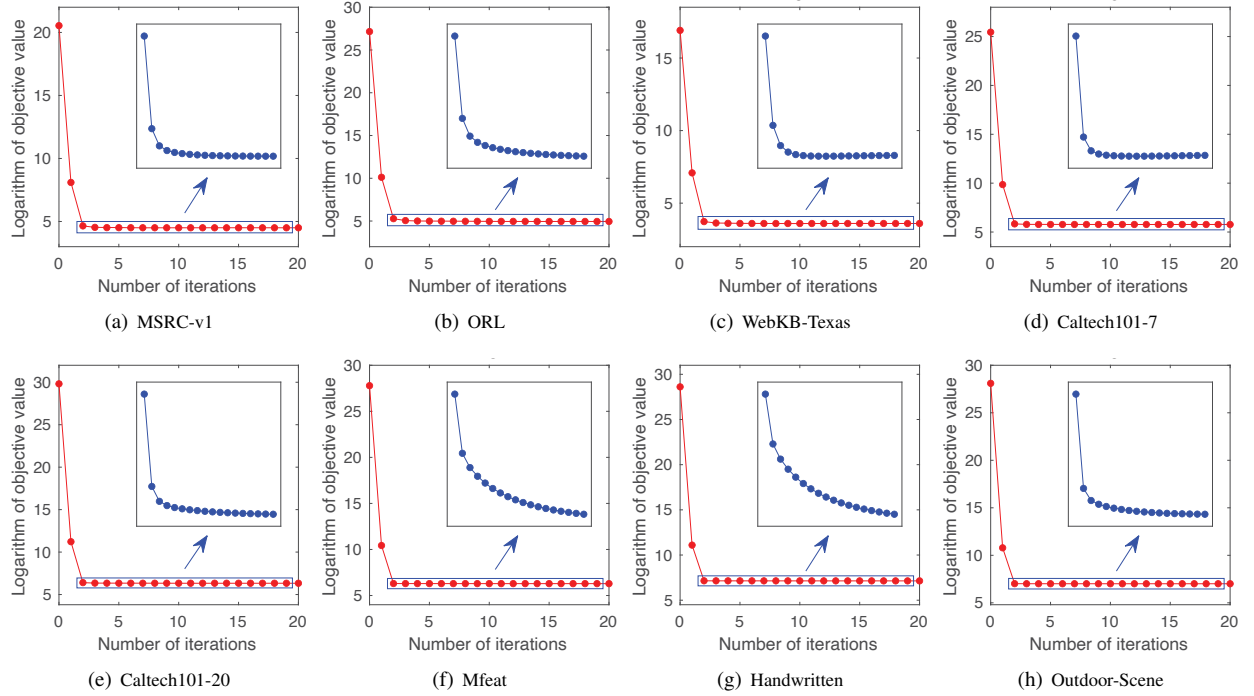 Logarithm of objective value
20
15
10
5
0 5 10 15 20
Number of iterations
(a) MSRC-v1
Logarithm of objective value
30
25
20
15
10
5
0 5 10 15 20
Number of iterations
(b) ORL
Logarithm of objective value
15
10
5
0 5 10 15 20
Number of iterations
(c) WebKB-Texas
Logarithm of objective value
25
20
15
10
5
0 5 10 15 20
Number of iterations
(d) Caltech101-7
Logarithm of objective value
30
25
20
15
10
5
0 5 10 15 20
Number of iterations
(e) Caltech101-20
Logarithm of objective value
30
25
20
15
10
5
0 5 10 15 20
Number of iterations
(f) Mfeat
Logarithm of objective value
30
25
20
15
10
5
0 5 10 15 20
Number of iterations
(g) Handwritten
Logarithm of objective value
30
25
20
15
10
5
0 5 10 15 20
Number of iterations
(h) Outdoor-Scene